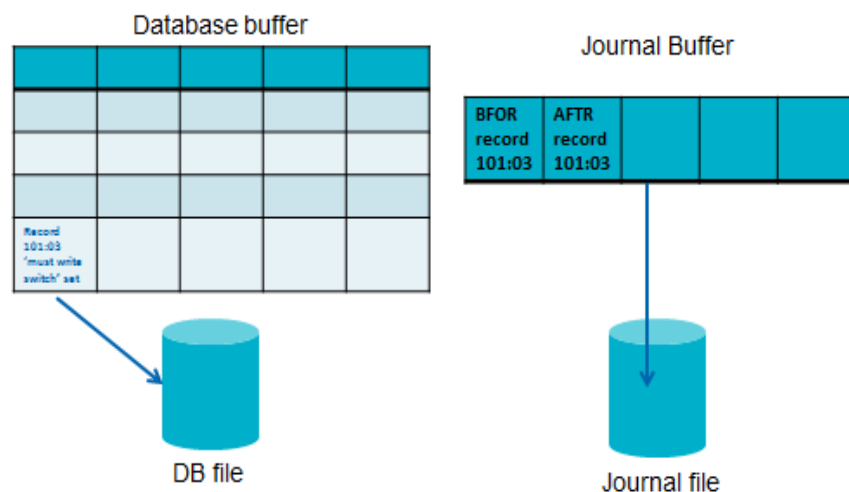 Database buffer
Journal Buffer
BFOR
record
101:03
AFTR
record
101:03
Record
101:03
‘must write
switch’ set
DB file
Journal file